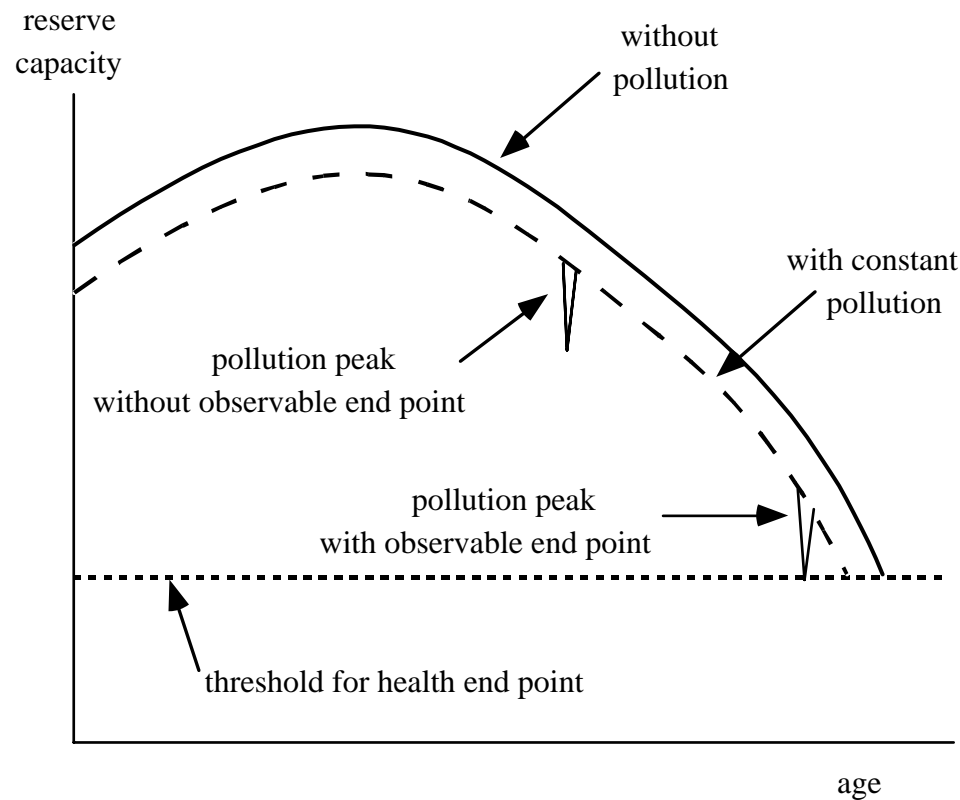 reserve
capacity
without
pollution
with constant
pollution
pollution peak
without observable end point
pollution peak
with observable end point
threshold for health end point
age